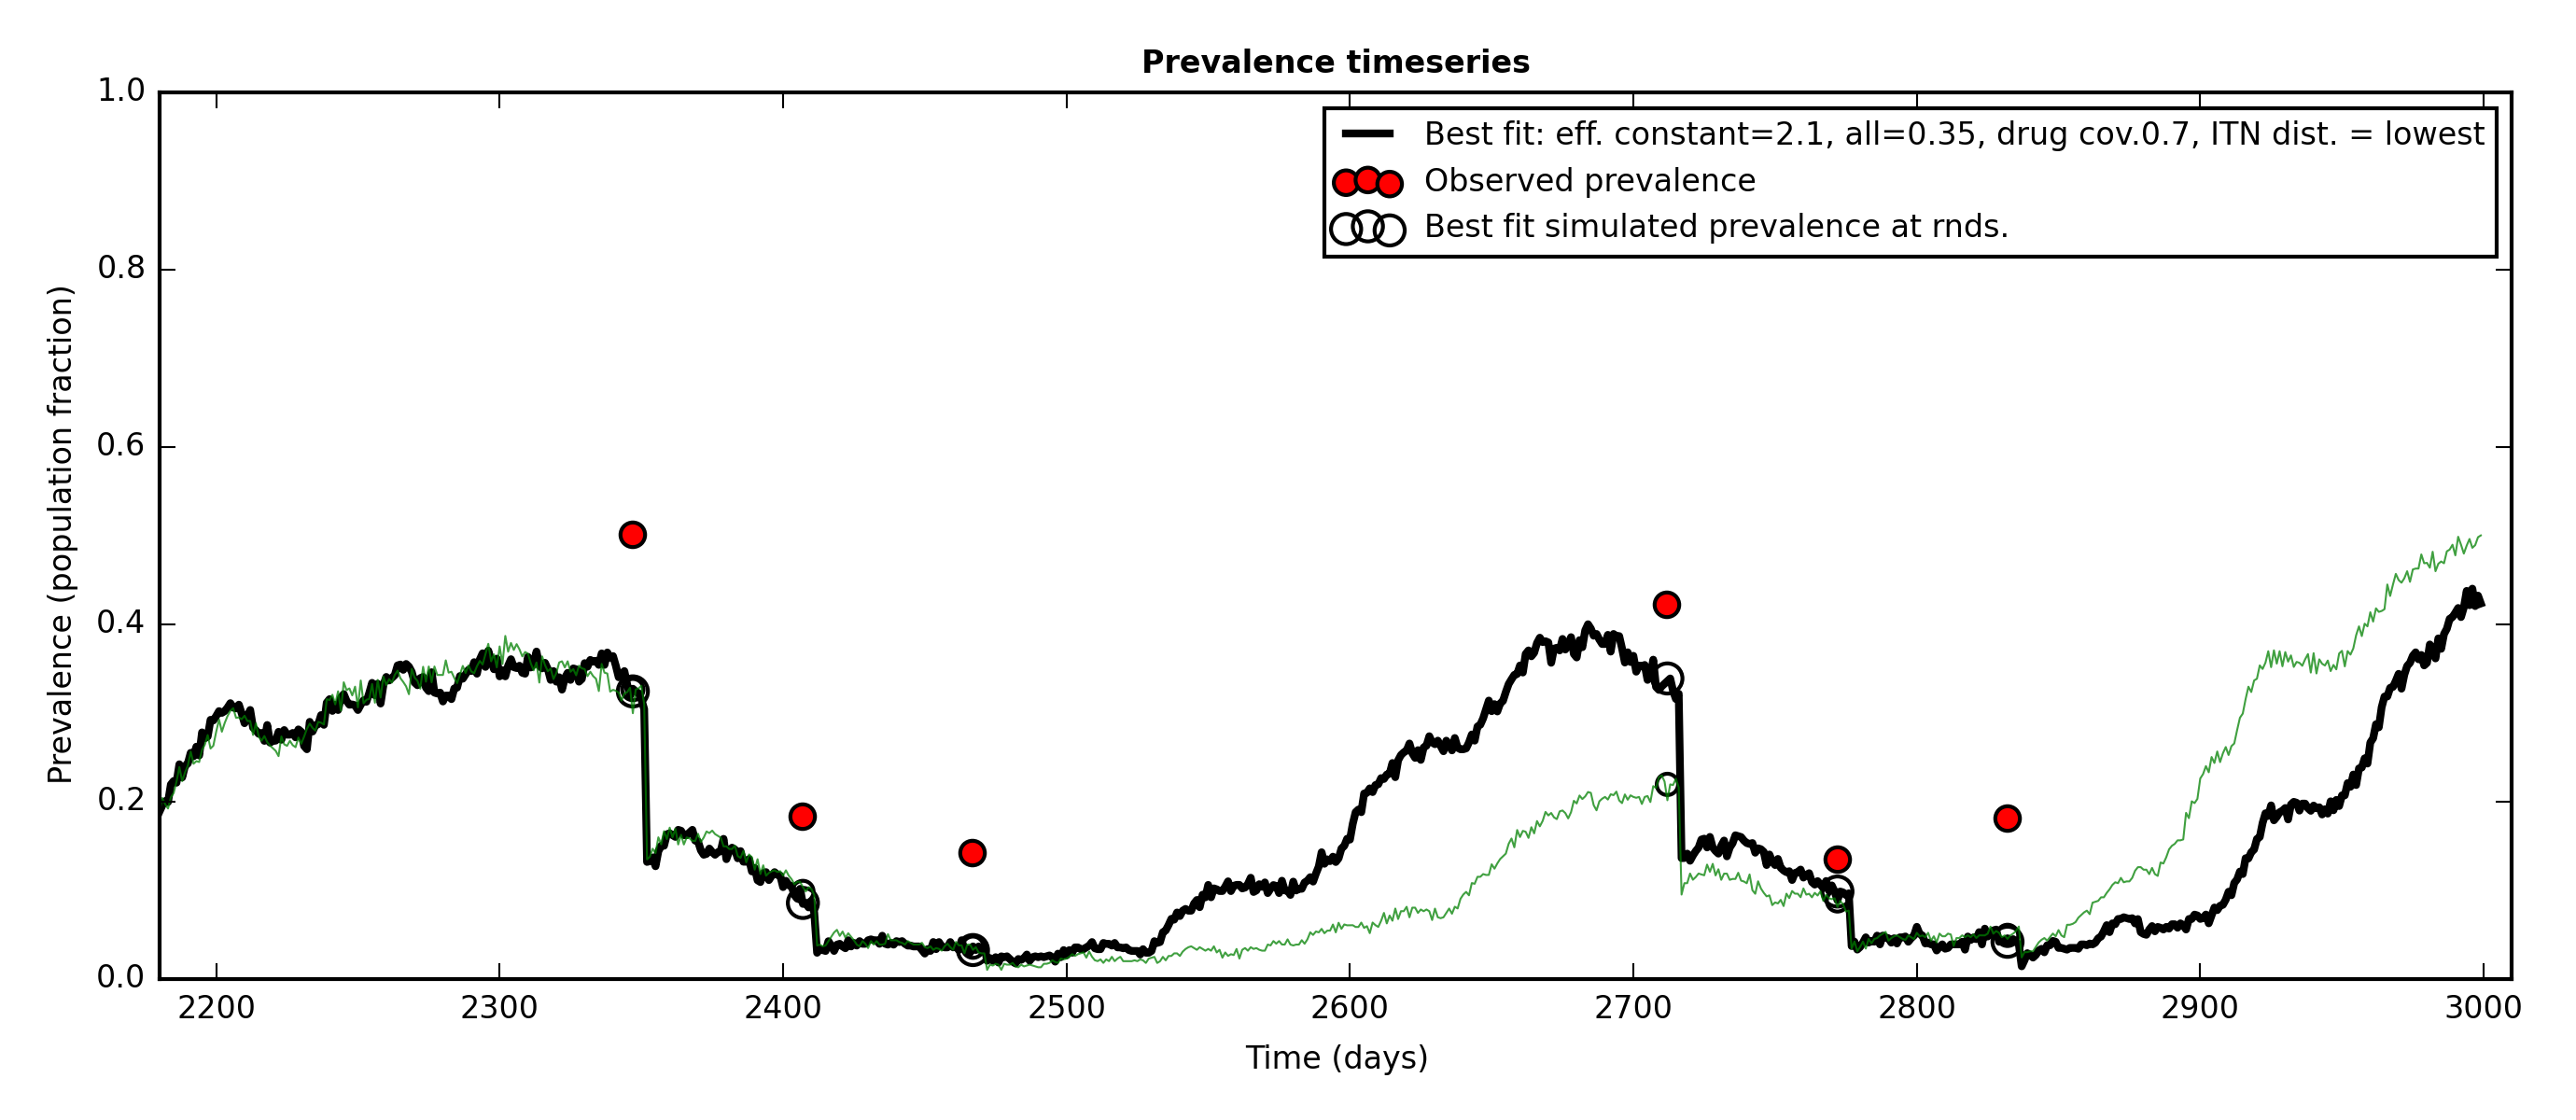 Prevalence timeseries
1.0
0.8
0.6
0.4
0.2
0.0
Prevalence (population fraction)
Best fit: eff. constant=2.1, all=0.35, drug cov.0.7, ITN dist. = lowest
Observed prevalence
Best fit simulated prevalence at rnds.
2200 2300 2400 2500 2600 2700 2800 2900 3000
Time (days)